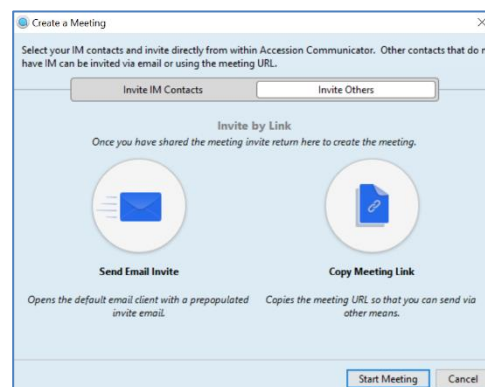 Create a Meeting
Select your IM contacts and invite directly from within Accession Communicator. Other contacts that do
have IM can be invited via email or using the meeting URL.
Invite IM Contacts
Invite Others
Invite by Link
Once you have shared the meeting invite return here to create the meeting.
Send Email Invite
Copy Meeting Link
Opens the default email client with a prepopulated
invite email.
Copies the meeting URL so that you can send via
other means.
Start Meeting
Cancel